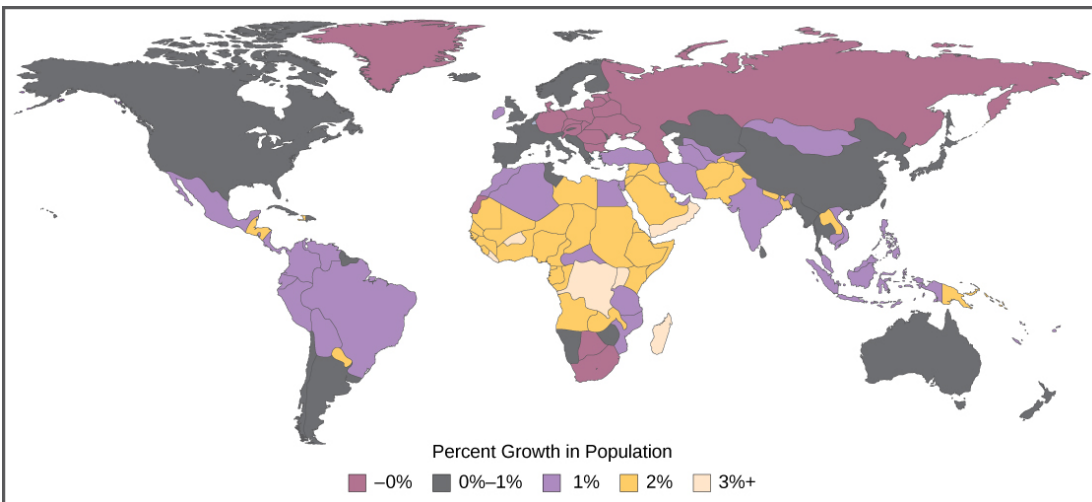 Percent Growth in Population
–0% 0%–1% 1% 2% 3%+